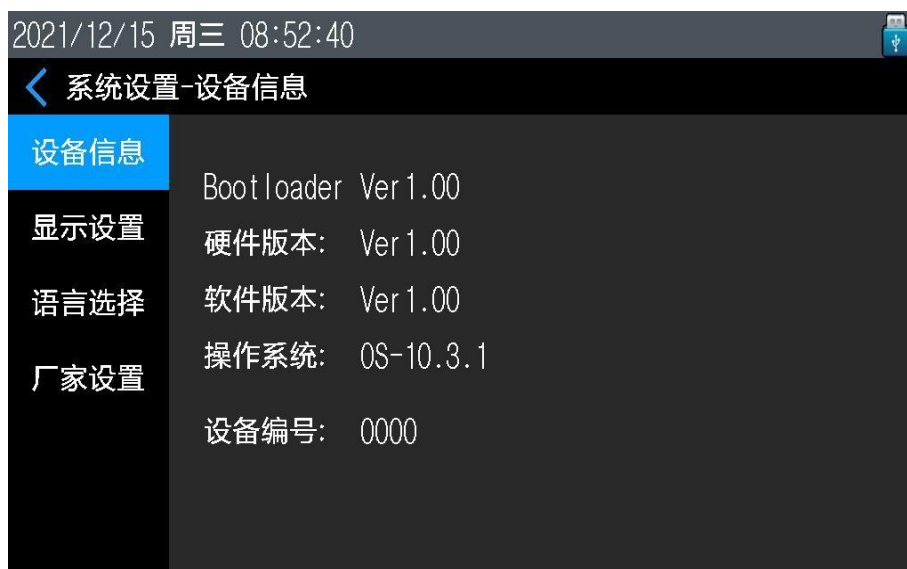 2021/12/15 周三 08:52:40
系统设置-设备信息
设备信息
显示设置
语言选择
厂家设置
Bootloader Ver1.00
硬件版本: Ver1.00
软件版本: Ver1.00
操作系统: OS-10.3.1
设备编号: 0000